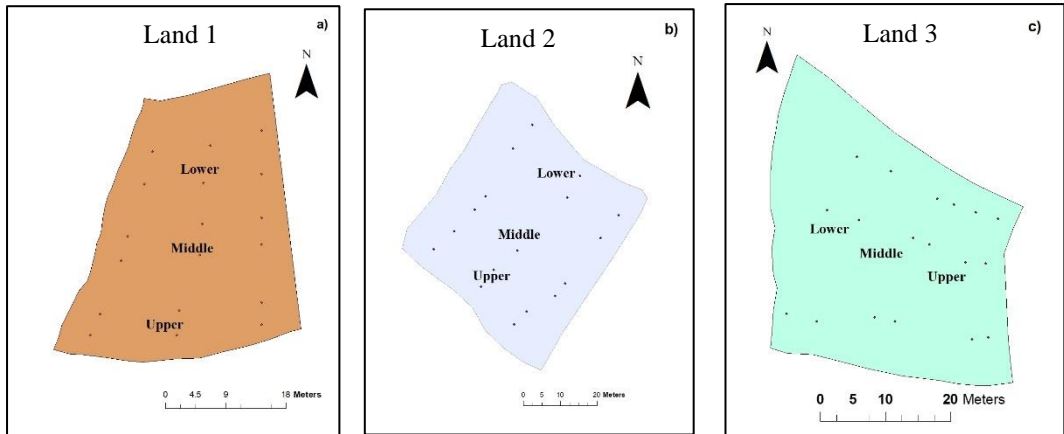 a)
Land 1
N
Lower
Middle
Upper
0 4.5 9 18 Meters
b)
Land 2
N
Lower
Middle
Upper
0 5 10 20 Meters
c)
Land 3
N
Lower
Middle
Upper
0 5 10 20 Meters